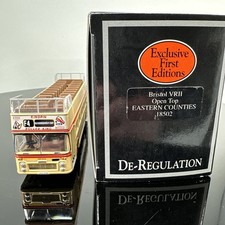 Exclusive
First
Editions
Bristol VRII
Open Top
EASTERN COUNTIES
18502
DE-REGULATION